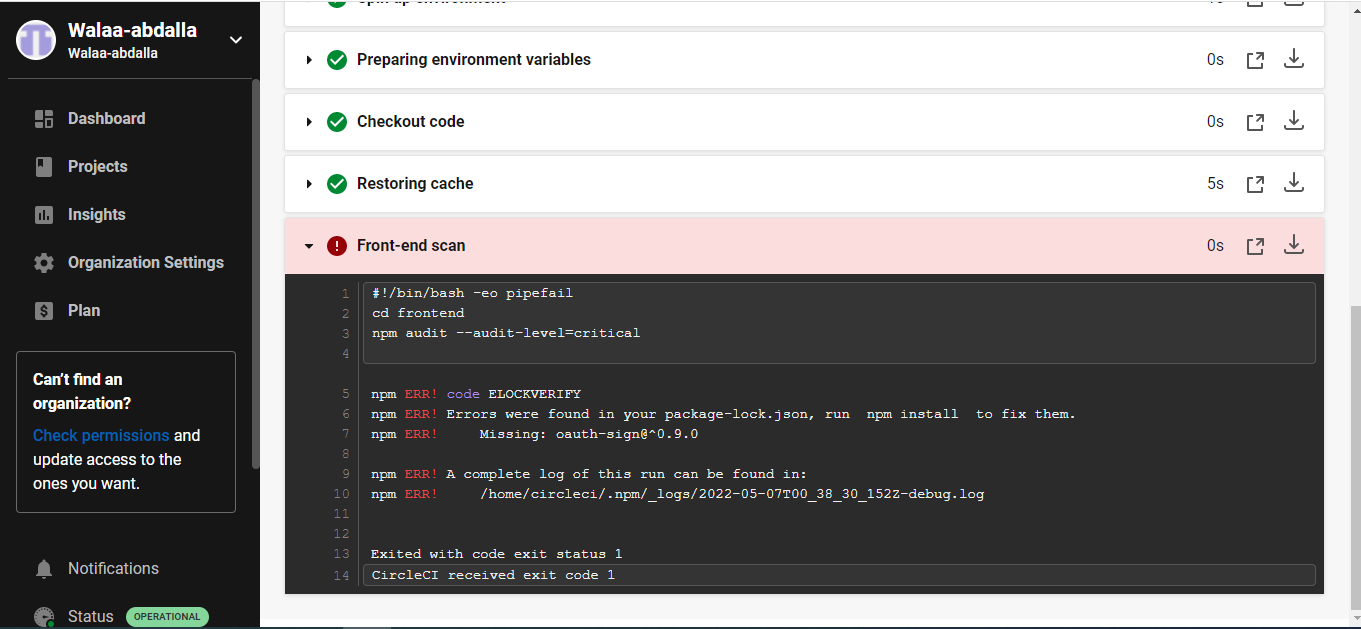 Walaa-abdalla
Walaa-abdalla
Dashboard
Projects
Insights
Organization Settings
Plan
Can't find an
organization?
Check permissions and
update access to the
ones you want.
Notifications
Status OPERATIONAL
Spin up environment
Preparing environment variables 0s
Checkout code 0s
Restoring cache 5s
Front-end scan 0s
1 #!/bin/bash -eo pipefail
2 cd frontend
3 npm audit --audit-level=critical
4
5 npm ERR! code ELOCKVERIFY
6 npm ERR! Errors were found in your package-lock.json, run  npm install  to fix them.
7 npm ERR!     Missing: oauth-sign@^0.9.0
8
9 npm ERR! A complete log of this run can be found in:
10 npm ERR!     /home/circleci/.npm/_logs/2022-05-07T00_38_30_152Z-debug.log
11
12
13 Exited with code exit status 1
14 CircleCI received exit code 1